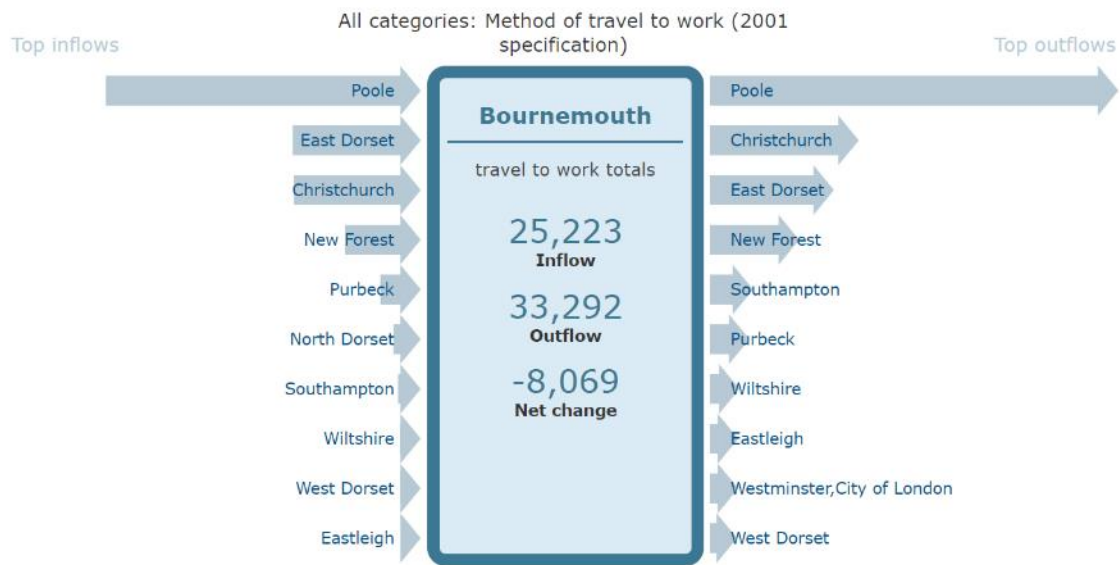 All categories: Method of travel to work (2001
specification)
Top inflows
Top outflows
Poole
East Dorset
Christchurch
New Forest
Purbeck
North Dorset
Southampton
Wiltshire
West Dorset
Eastleigh
Bournemouth
travel to work totals
25,223
Inflow
33,292
Outflow
-8,069
Net change
Poole
Christchurch
East Dorset
New Forest
Southampton
Purbeck
Wiltshire
Eastleigh
Westminster,City of London
West Dorset